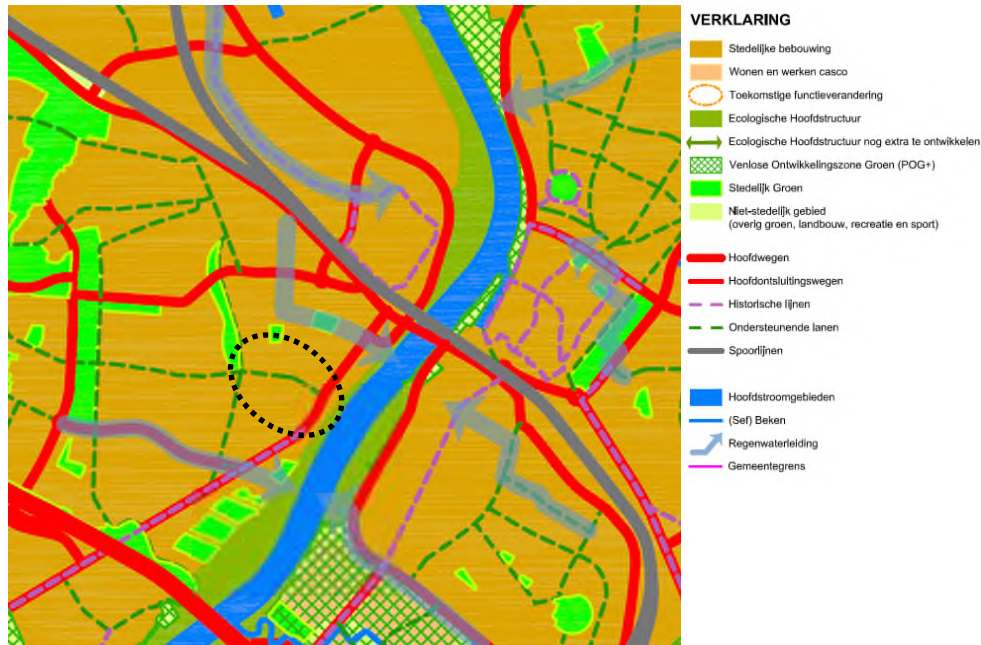 VERKLARING
Stedelijke bebouwing
Wonen en werken casco
Toekomstige functieverandering
Ecologische Hoofdstructuur
Ecologische Hoofdstructuur nog extra te ontwikkelen
Venlose Ontwikkelingszone Groen (POG+)
Stedelijk Groen
Niet-stedelijk gebied
(overig groen, landbouw, recreatie en sport)
Hoofdwegen
Hoofdontsluitingswegen
Historische lijnen
Ondersteunende lanen
Spoorlijnen
Hoofdstroomgebieden
(Sef) Beken
Regenwaterleiding
Gemeentegrens